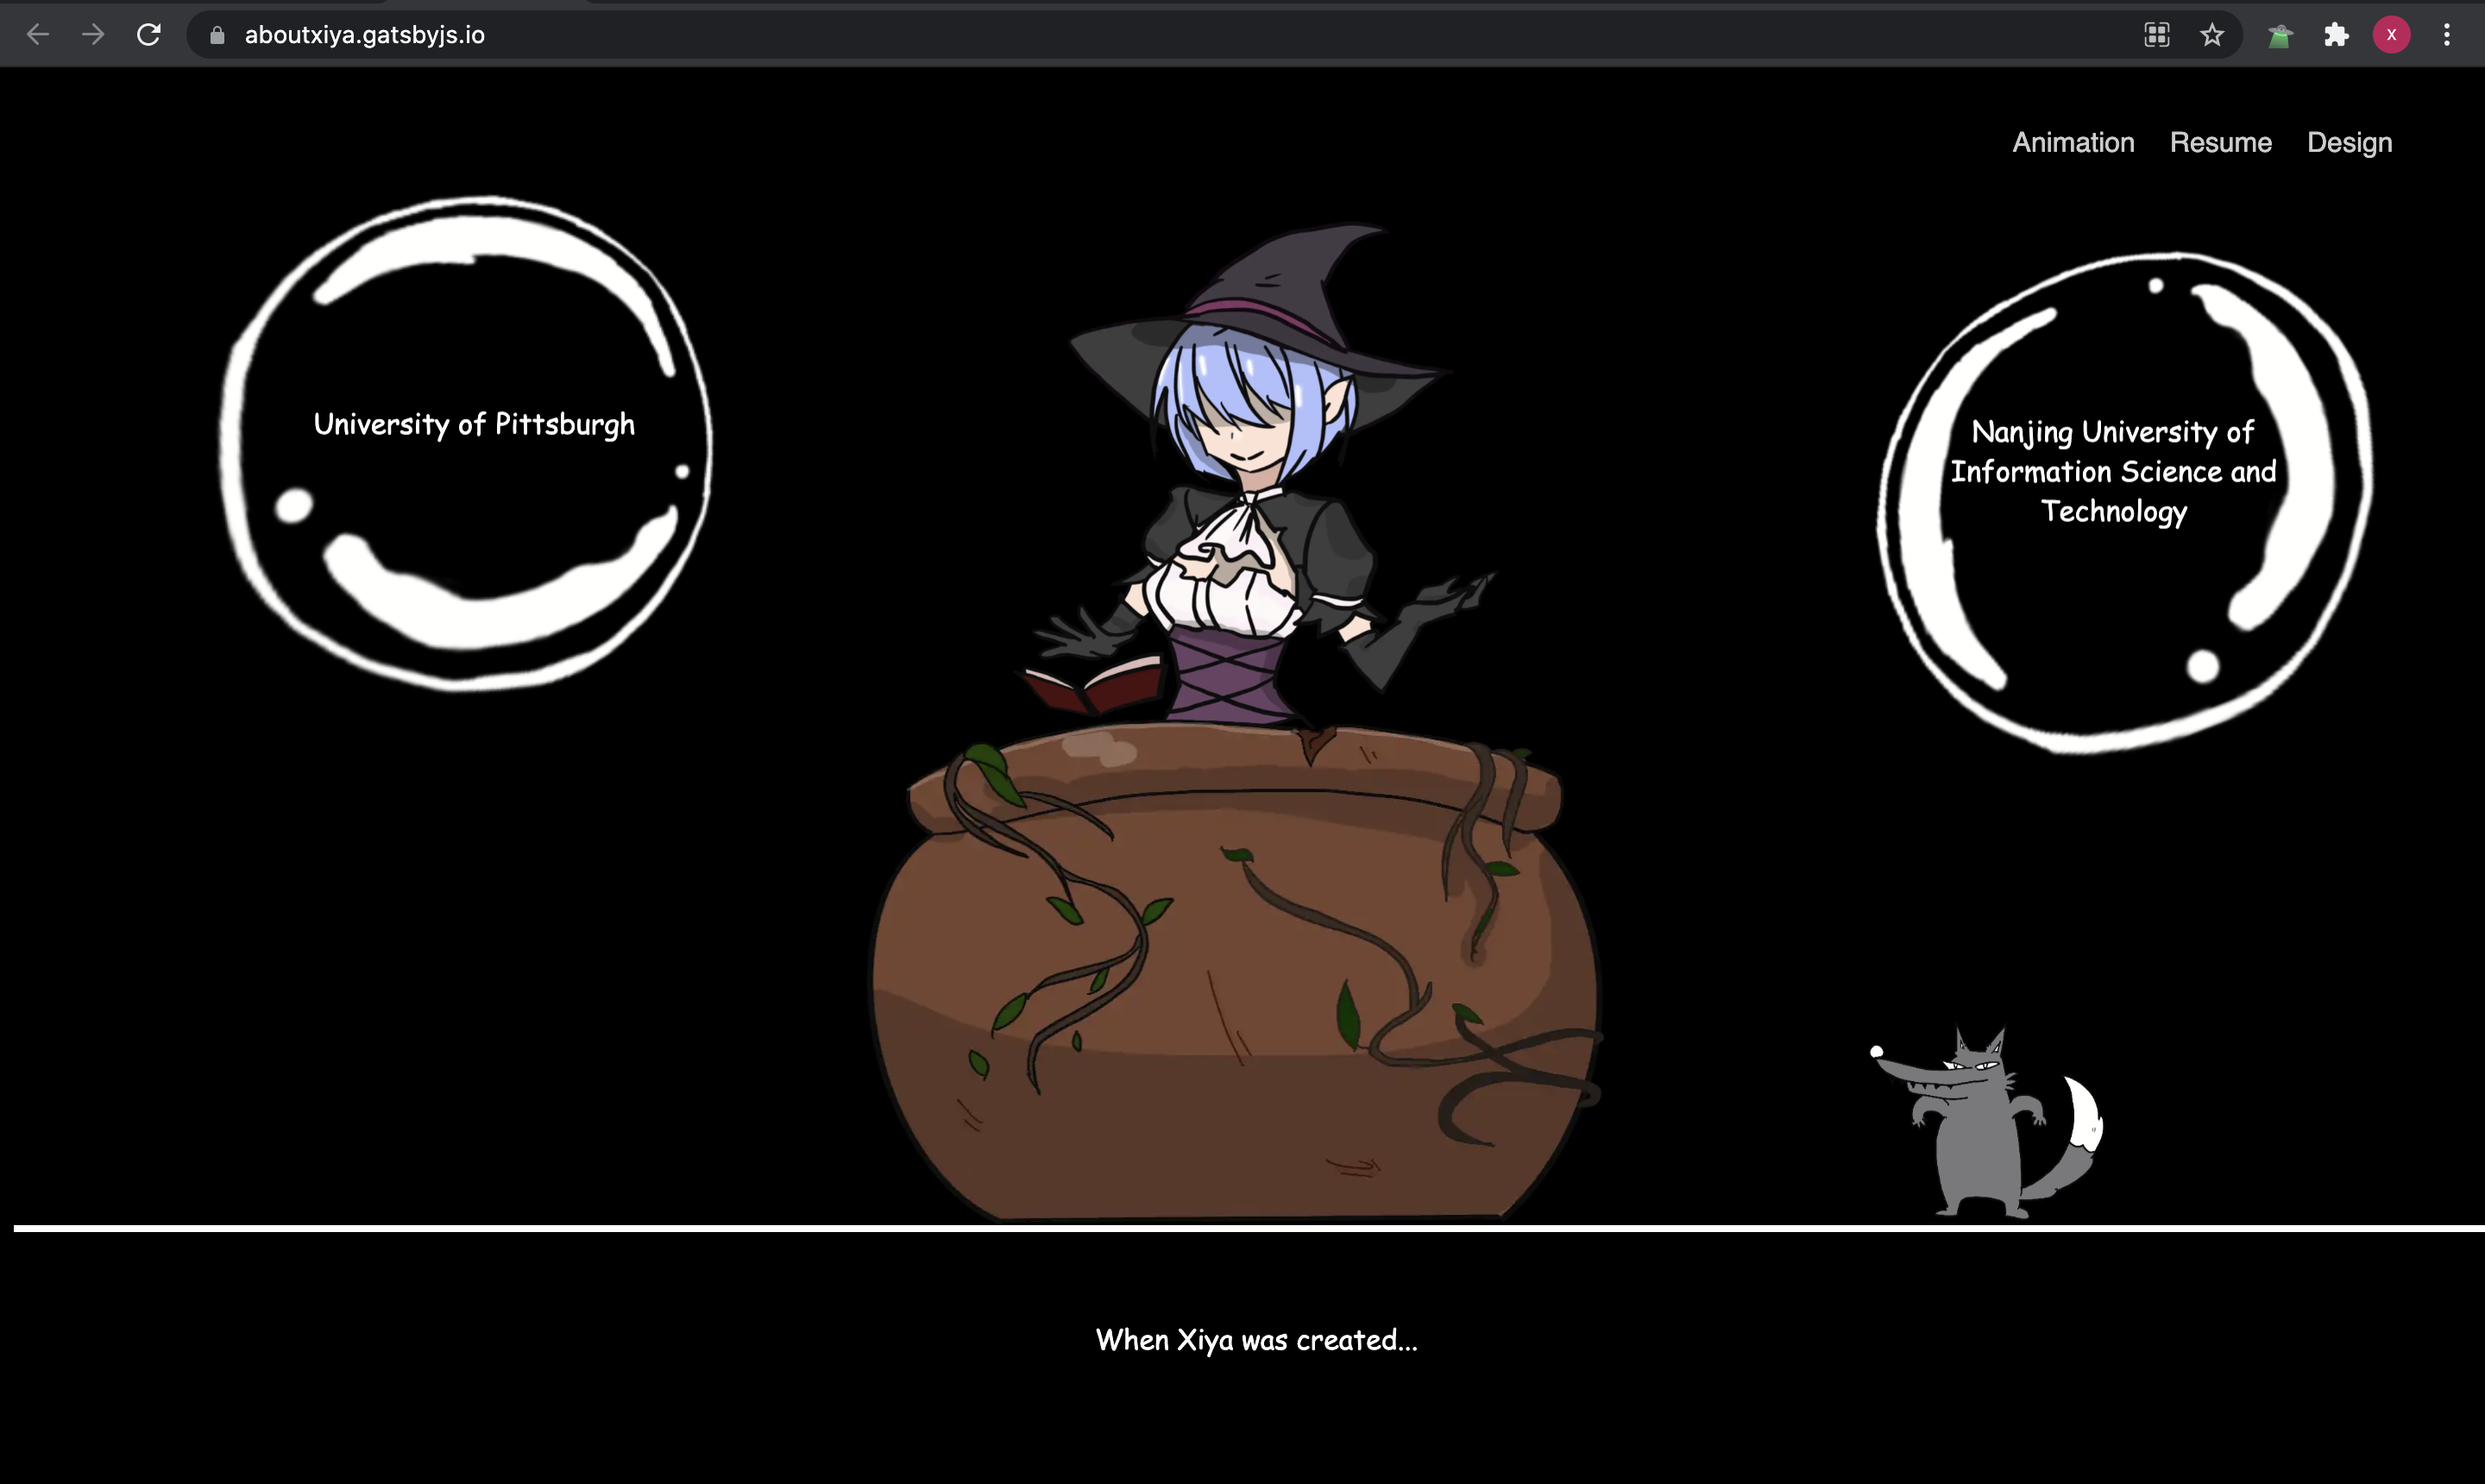 aboutxiya.gatsbyjs.io
X
Animation Resume Design
University of Pittsburgh
Nanjing University of
Information Science and
Technology
When Xiya was created...